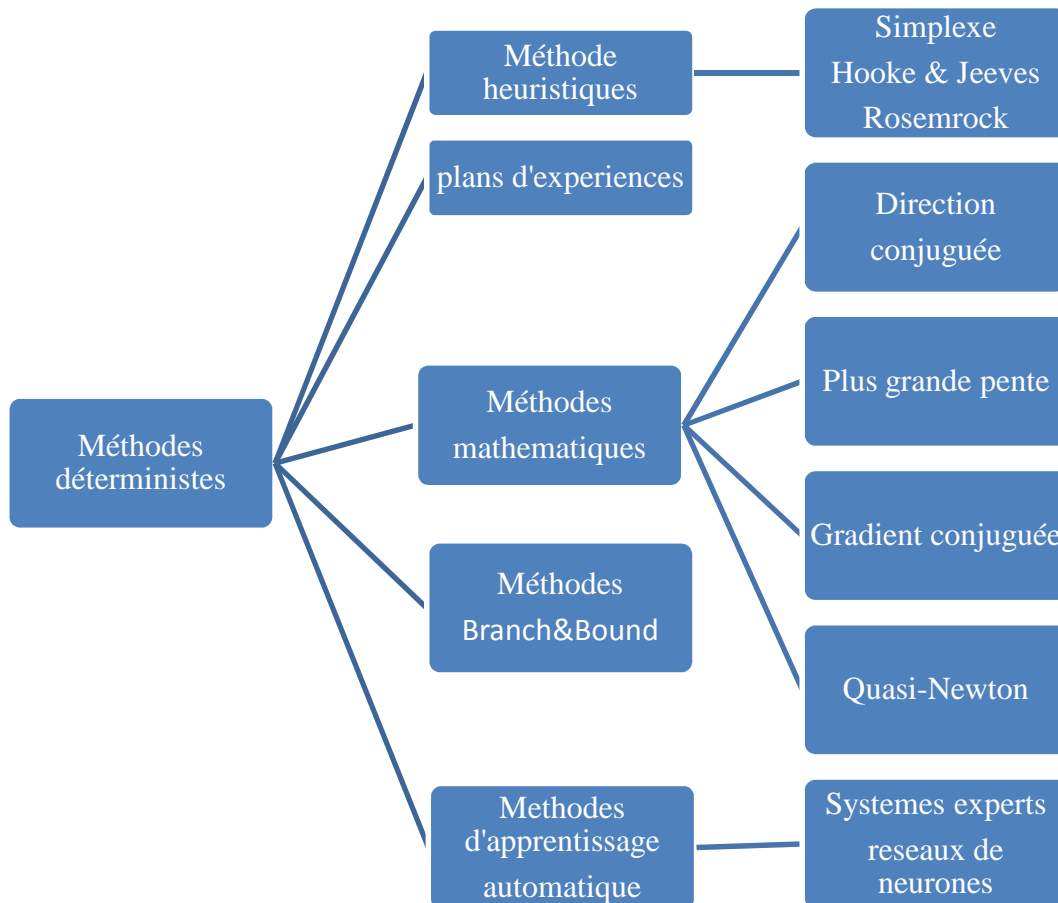 Méthodes
déterministes
Méthode
heuristiques
plans d'experiences
Méthodes
mathematiques
Méthodes
Branch&Bound
Methodes
d'apprentissage
automatique
Simplexe
Hooke & Jeeves
Rosemrock
Direction
conjuguée
Plus grande pente
Gradient conjuguée
Quasi-Newton
Systemes experts
reseaux de
neurones